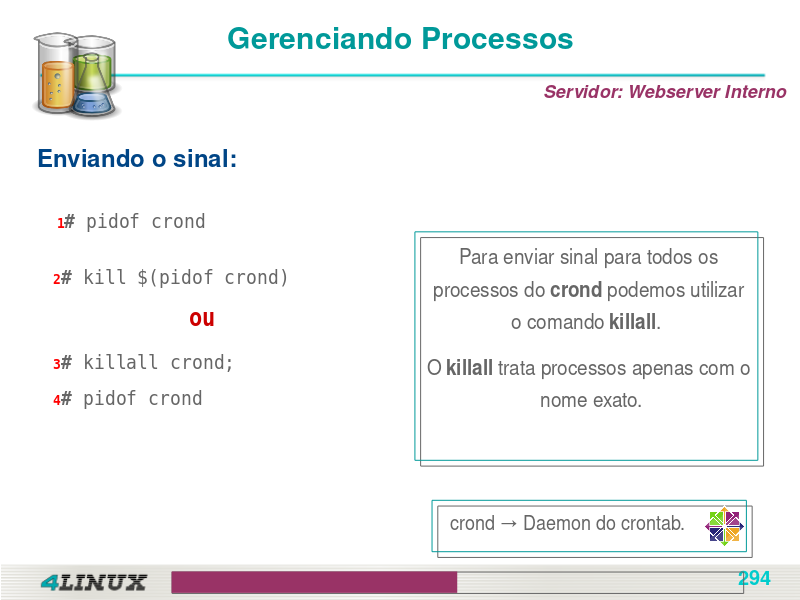 Gerenciando Processos
Servidor: Webserver Interno
Enviando o sinal:
1# pidof crond
2# kill $(pidof crond)
ou
3# killall crond;
4# pidof crond
Para enviar sinal para todos os
processos do crond podemos utilizar
o comando killall.
O killall trata processos apenas com o
nome exato.
crond → Daemon do crontab.
4LINUX
294